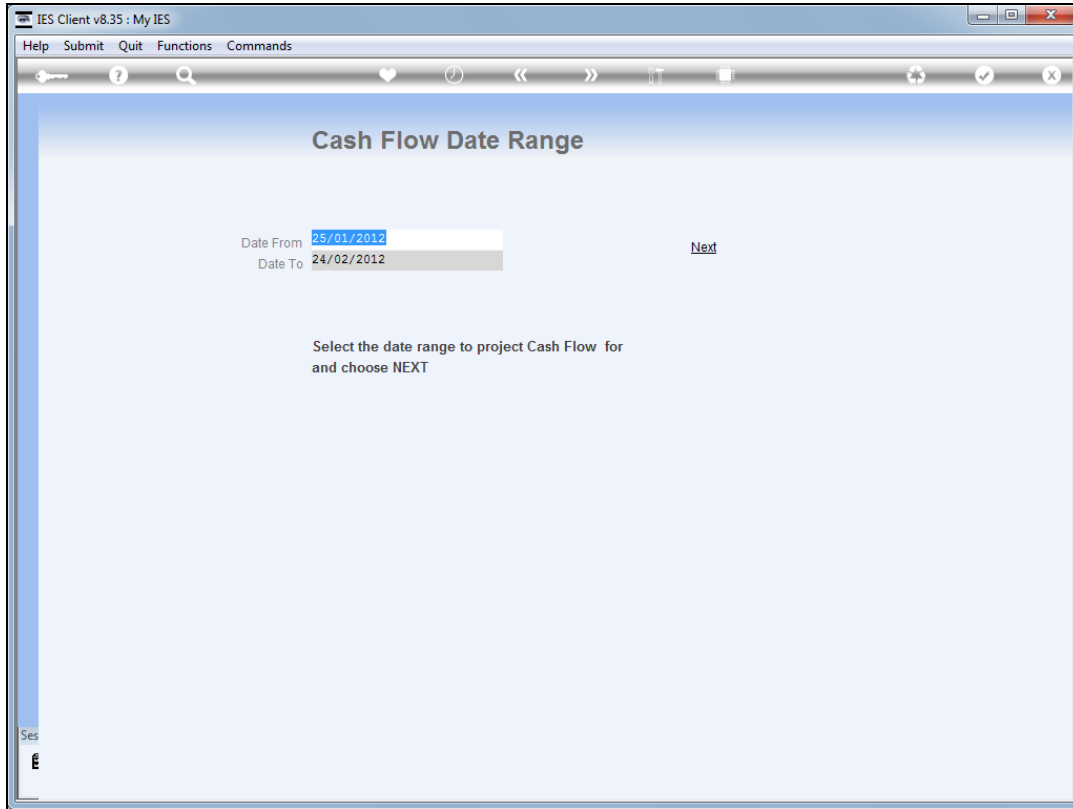 IES Client v8.35 : My IES
Help Submit Quit Functions Commands
Cash Flow Date Range
Date From 25/01/2012
Next
Date To 24/02/2012
Select the date range to project Cash Flow for
and choose NEXT
Ses